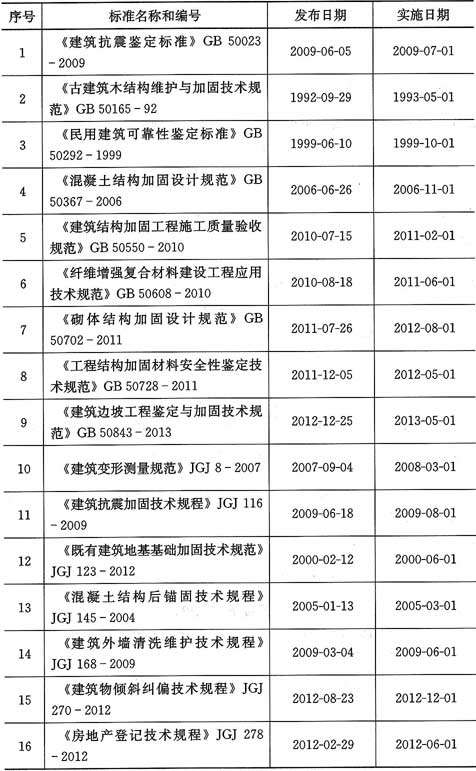 序号 标准名称和编号 发布日期 实施日期
1 《建筑抗震鉴定标准》GB 50023 2009-06-05 2009-07-01
-2009
2 《古建筑木结构维护与加固技术规 1992-09-29 1993-05-01
范》GB 50165-92
3 《民用建筑可靠性鉴定标准》GB 1999-06-10 1999-10-01
50292-1999
4 《混凝土结构加固设计规范》GB 2006-06-26 2006-11-01
50367-2006
5 《建筑结构加固工程施工质量验收 2010-07-15 2011-02-01
规范》GB 50550-2010
6 《纤维增强复合材料建设工程应用 2010-08-18 2011-06-01
技术规范》GB 50608-2010
7 《砌体结构加固设计规范》GB 2011-07-26 2012-08-01
50702-2011
8 《工程结构加固材料安全性鉴定技 2011-12-05 2012-05-01
术规范》GB 50728-2011
9 《建筑边坡工程鉴定与加固技术规 2012-12-25 2013-05-01
范》GB 50843-2013
10 《建筑变形测量规范》JGJ 8-2007 2007-09-04 2008-03-01
11 《建筑抗震加固技术规程》JGJ 116 2009-06-18 2009-08-01
-2009
12 《既有建筑地基基础加固技术规范》 2000-02-12 2000-06-01
JGJ 123-2012
13 《混凝土结构后锚固技术规程》 2005-01-13 2005-03-01
JGJ 145-2004
14 《建筑外墙清洗维护技术规程》 2009-03-04 2009-06-01
JGJ 168-2009
15 《建筑物倾斜纠偏技术规程》JGJ 2012-08-23 2012-12-01
270-2012
16 《房地产登记技术规程》JGJ 278 2012-02-29 2012-06-01
-2012